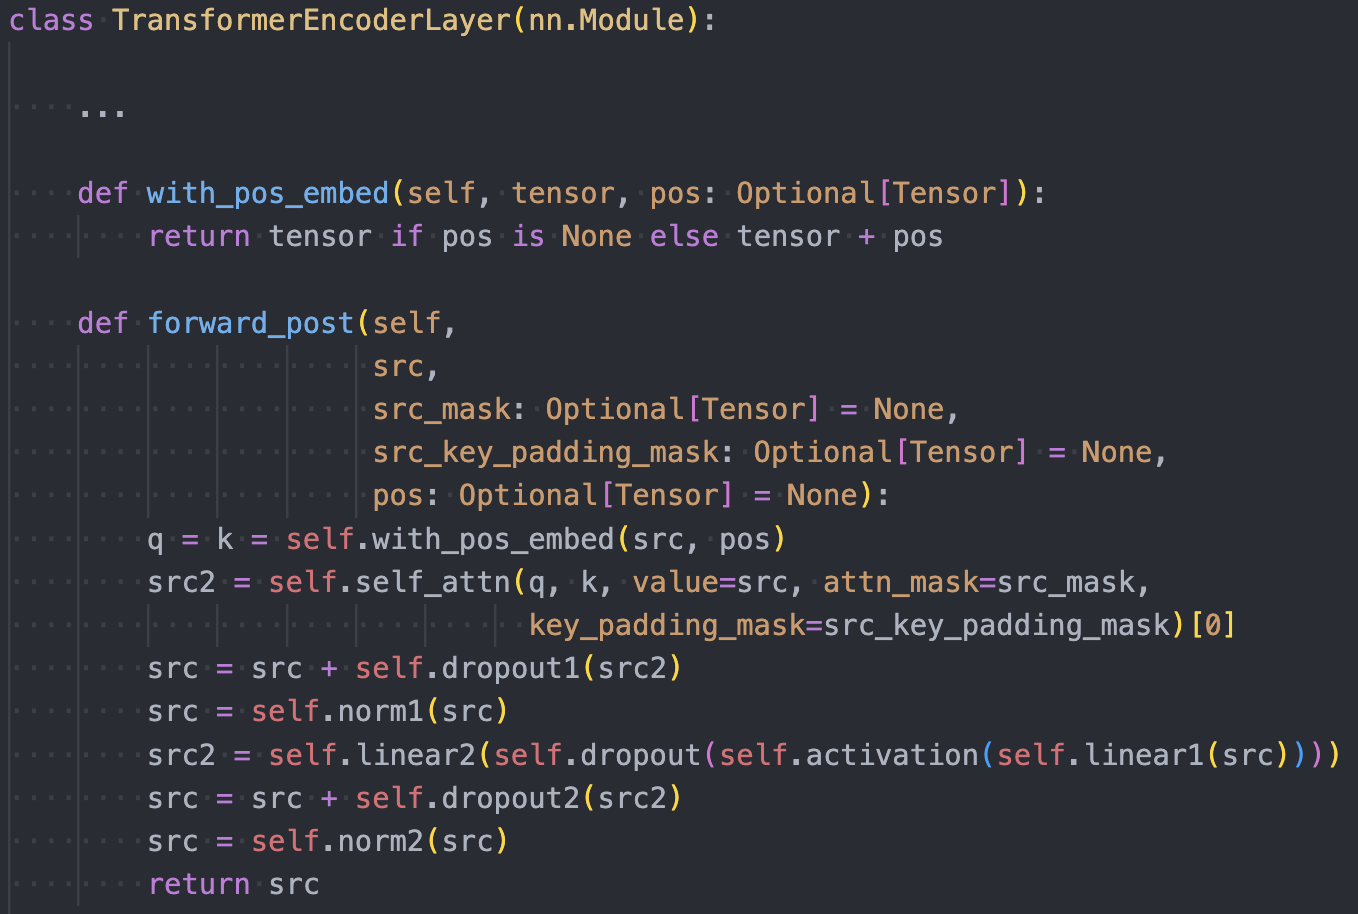 class TransformerEncoderLayer(nn.Module):
    ...
    def with_pos_embed(self, tensor, pos: Optional[Tensor]):
        return tensor if pos is None else tensor + pos
    def forward_post(self,
                     src,
                     src_mask: Optional[Tensor] = None,
                     src_key_padding_mask: Optional[Tensor] = None,
                     pos: Optional[Tensor] = None):
        q = k = self.with_pos_embed(src, pos)
        src2 = self.self_attn(q, k, value=src, attn_mask=src_mask,
                              key_padding_mask=src_key_padding_mask)[0]
        src = src + self.dropout1(src2)
        src = self.norm1(src)
        src2 = self.linear2(self.dropout(self.activation(self.linear1(src))))
        src = src + self.dropout2(src2)
        src = self.norm2(src)
        return src